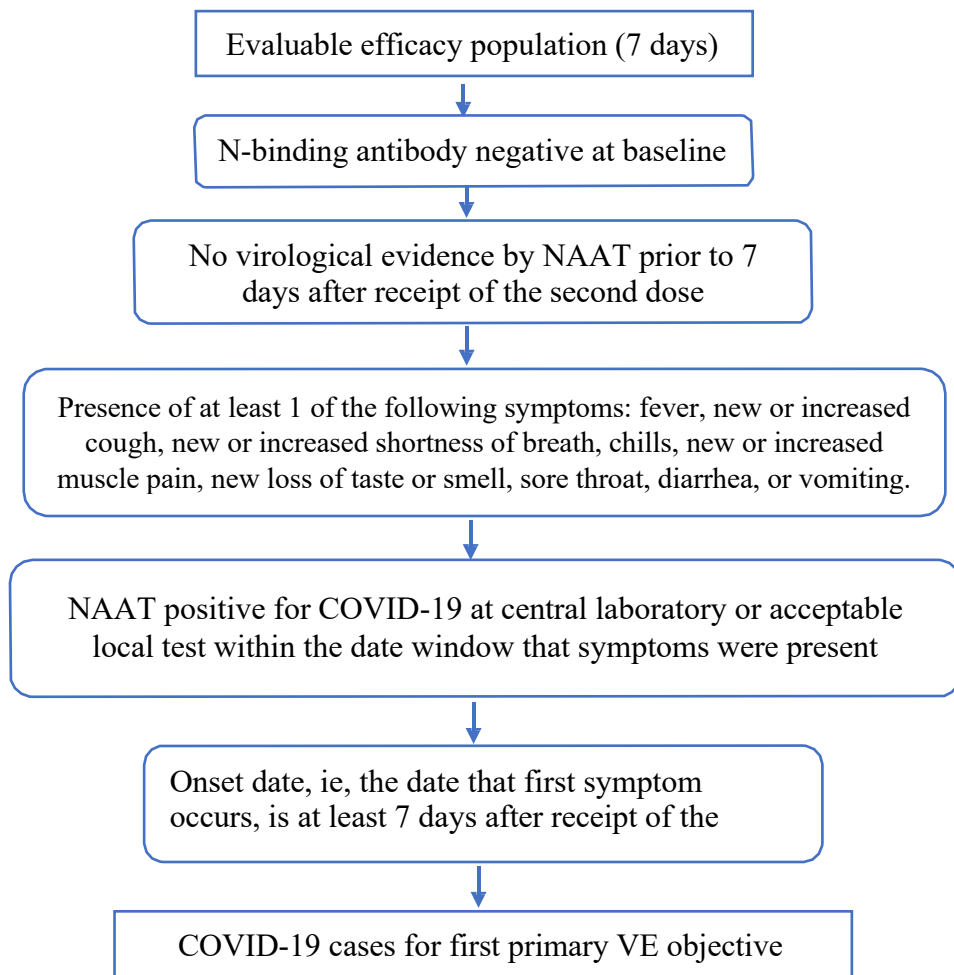 Evaluable efficacy population (7 days)
N-binding antibody negative at baseline
No virological evidence by NAAT prior to 7
days after receipt of the second dose
Presence of at least 1 of the following symptoms: fever, new or increased
cough, new or increased shortness of breath, chills, new or increased
muscle pain, new loss of taste or smell, sore throat, diarrhea, or vomiting.
NAAT positive for COVID-19 at central laboratory or acceptable
local test within the date window that symptoms were present
Onset date, ie, the date that first symptom
occurs, is at least 7 days after receipt of the
COVID-19 cases for first primary VE objective